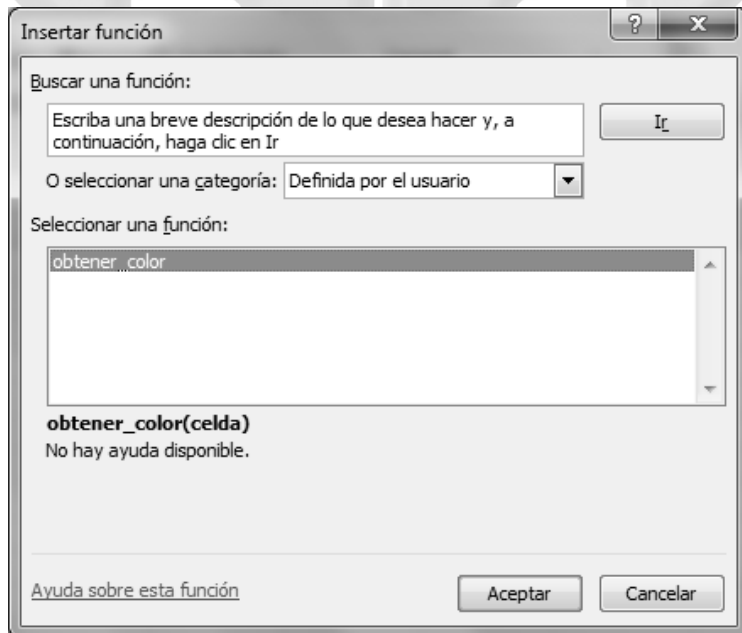 Insertar función
?
X
Buscar una función:
Escriba una breve descripción de lo que desea hacer y, a
continuación, haga clic en Ir
Ir
O seleccionar una categoría: Definida por el usuario
Seleccionar una función:
obtener_color
obtener_color(celda)
No hay ayuda disponible.
Ayuda sobre esta función
Aceptar
Cancelar